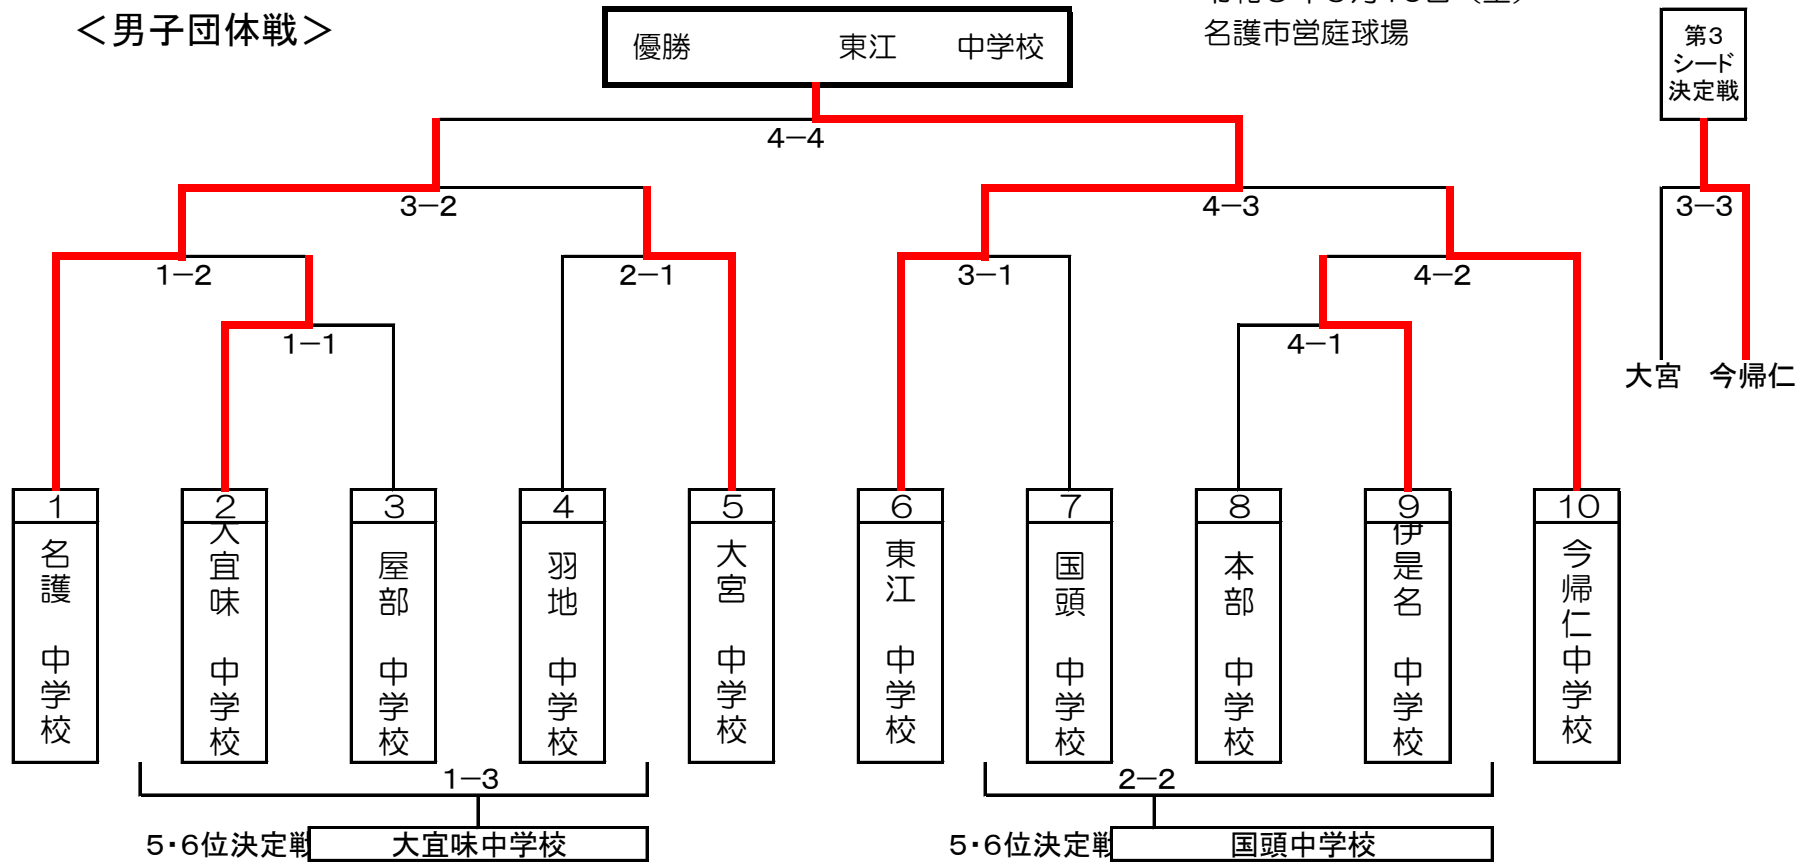 ＜男子団体戦＞
優勝　東江　中学校
名護市営庭球場
第3
シード
決定戦
4－4
3－2
4－3
3－3
1－2
2－1
3－1
4－2
1－1
4－1
大宮　今帰仁
1
2
3
4
5
6
7
8
9
10
名護　中学校
大宜味　中学校
屋部　中学校
羽地　中学校
大宮　中学校
東江　中学校
国頭　中学校
本部　中学校
伊是名　中学校
今帰仁中学校
1－3
2－2
5・6位決定戦
大宜味中学校
5・6位決定戦
国頭中学校